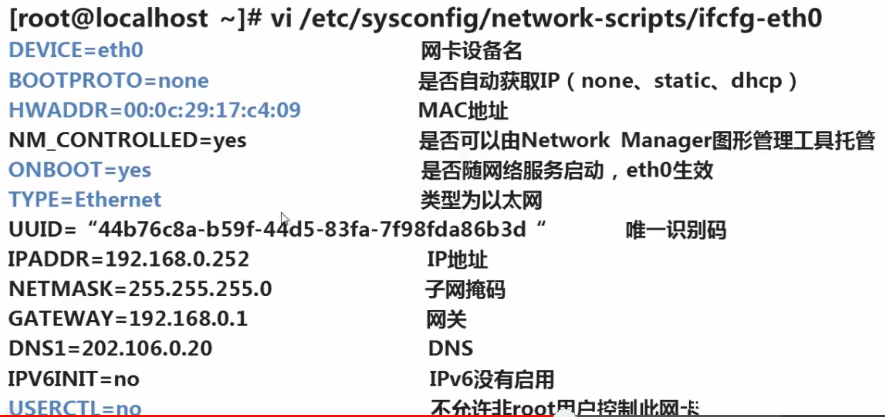 [root@localhost ~]# vi /etc/sysconfig/network-scripts/ifcfg-eth0
DEVICE=eth0 网卡设备名
BOOTPROTO=none 是否自动获取IP（none、static、dhcp）
HWADDR=00:0c:29:17:c4:09 MAC地址
NM_CONTROLLED=yes 是否可以由Network Manager图形管理工具托管
ONBOOT=yes 是否随网络服务启动，eth0生效
TYPE=Ethernet 类型为以太网
UUID=“44b76c8a-b59f-44d5-83fa-7f98fda86b3d“ 唯一识别码
IPADDR=192.168.0.252 IP地址
NETMASK=255.255.255.0 子网掩码
GATEWAY=192.168.0.1 网关
DNS1=202.106.0.20 DNS
IPV6INIT=no IPv6没有启用
USERCTL=no 不允许非root用户控制此网卡